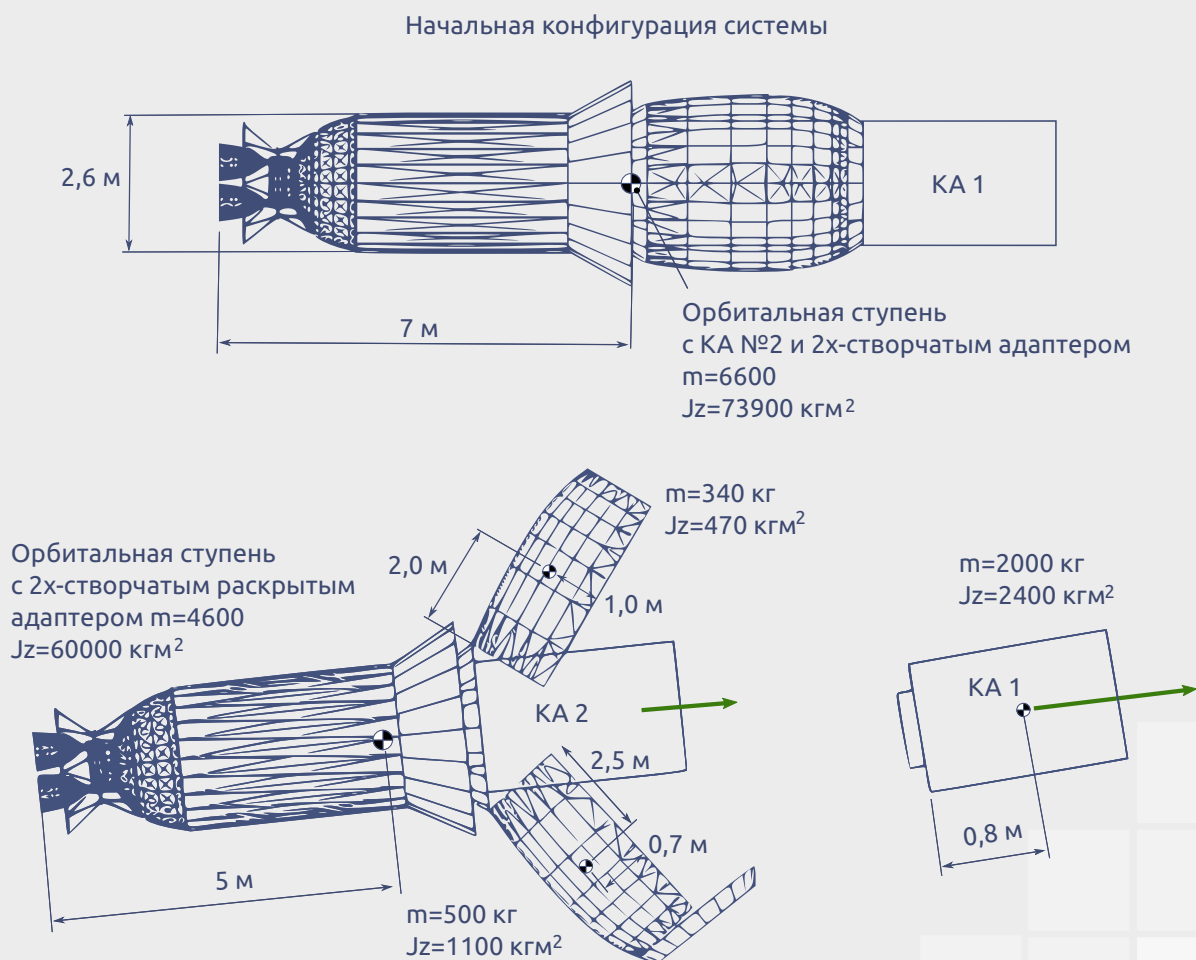 Начальная конфигурация системы
2,6 м
КА 1
7 м
Орбитальная ступень
с КА №2 и 2х-створчатым адаптером
m=6600
Jz=73900 кгм²
m=340 кг
Jz=470 кгм²
Орбитальная ступень
с 2х-створчатым раскрытым
адаптером m=4600
Jz=60000 кгм²
2,0 м
1,0 м
m=2000 кг
Jz=2400 кгм²
КА 1
КА 2
2,5 м
0,7 м
0,8 м
5 м
m=500 кг
Jz=1100 кгм²